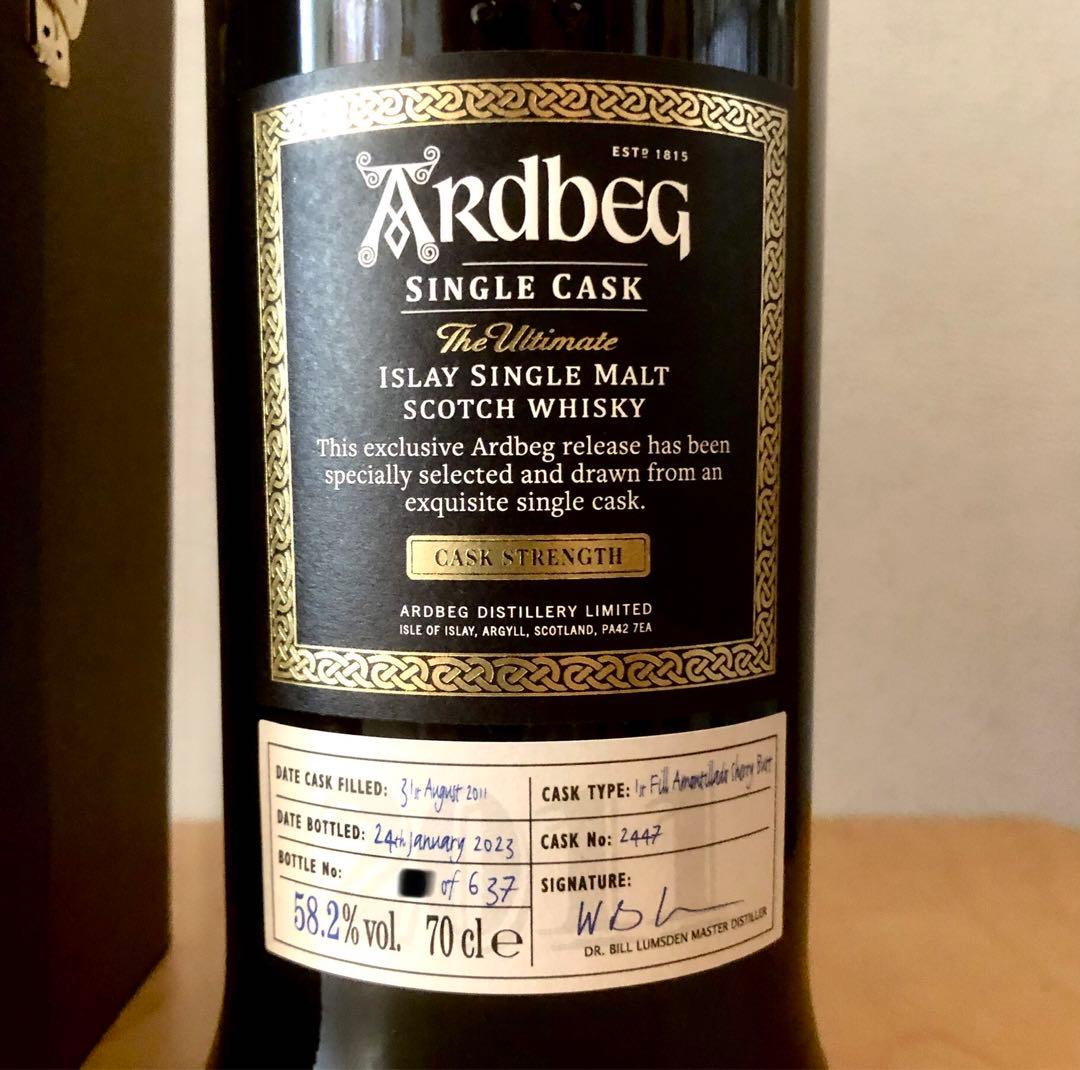 ESTD 1815
ARDBEG
SINGLE CASK
The Ultimate
ISLAY SINGLE MALT
SCOTCH WHISKY
This exclusive Ardbeg release has been
specially selected and drawn from an
exquisite single cask.
CASK STRENGTH
ARDBEG DISTILLERY LIMITED
ISLE OF ISLAY, ARGYLL, SCOTLAND, PA42 7EA
DATE CASK FILLED: 31st August 2011
DATE BOTTLED: 24th January 2023
BOTTLE No: of 637
58.2% vol. 70 cl e
CASK TYPE: 1st Fill Amontillado Sherry Butt
CASK No: 2447
SIGNATURE:
DR. BILL LUMSDEN MASTER DISTILLER